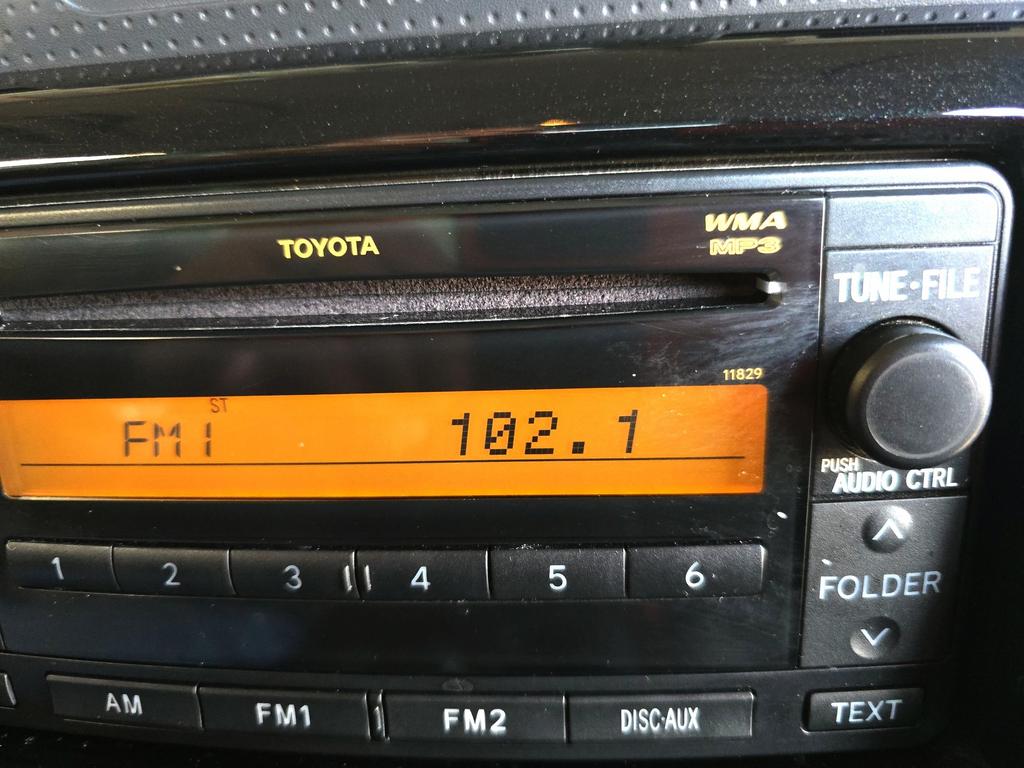 TOYOTA
WMA
MP3
TUNE·FILE
11829
ST
FM1 102.1
PUSH
AUDIO CTRL
1 2 3 4 5 6
FOLDER
AM FM1 FM2 DISC·AUX TEXT